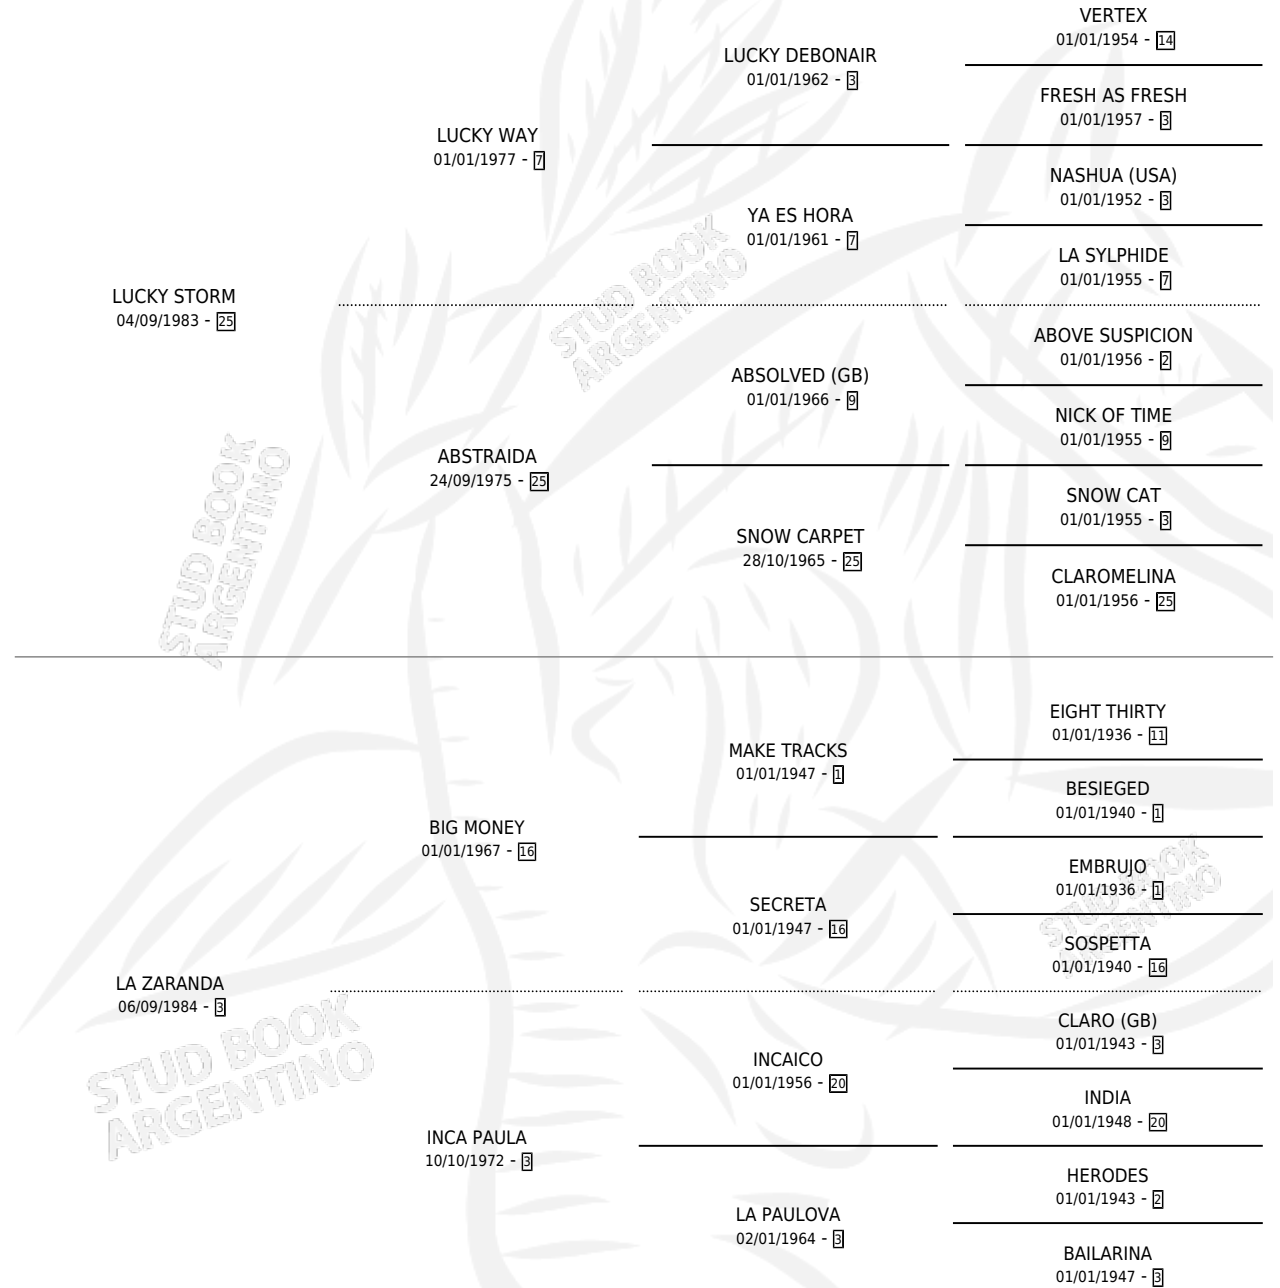 VERTEX
01/01/1954 - 14
LUCKY DEBONAIR
01/01/1962 - 3
FRESH AS FRESH
01/01/1957 - 3
LUCKY WAY
01/01/1977 - 7
NASHUA (USA)
01/01/1952 - 3
YA ES HORA
01/01/1961 - 7
LA SYLPHIDE
01/01/1955 - 7
LUCKY STORM
04/09/1983 - 25
STUD BOOK
ARGENTINO
ABOVE SUSPICION
01/01/1956 - 2
ABSOLVED (GB)
01/01/1966 - 9
NICK OF TIME
01/01/1955 - 9
ABSTRAIDA
24/09/1975 - 25
STUD BOOK
ARGENTINO
SNOW CAT
01/01/1955 - 3
SNOW CARPET
28/10/1965 - 25
CLAROMELINA
01/01/1956 - 25
EIGHT THIRTY
01/01/1936 - 11
MAKE TRACKS
01/01/1947 - 1
BESIEGED
01/01/1940 - 1
BIG MONEY
01/01/1967 - 16
EMBRUJO
01/01/1936 - 1
STUD BOOK
ARGENTINO
SECRETA
01/01/1947 - 16
SOSPETTA
01/01/1940 - 16
LA ZARANDA
06/09/1984 - 3
STUD BOOK
ARGENTINO
CLARO (GB)
01/01/1943 - 3
INCAICO
01/01/1956 - 20
INDIA
01/01/1948 - 20
INCA PAULA
10/10/1972 - 3
HERODES
01/01/1943 - 2
LA PAULOVA
02/01/1964 - 3
BAILARINA
01/01/1947 - 3